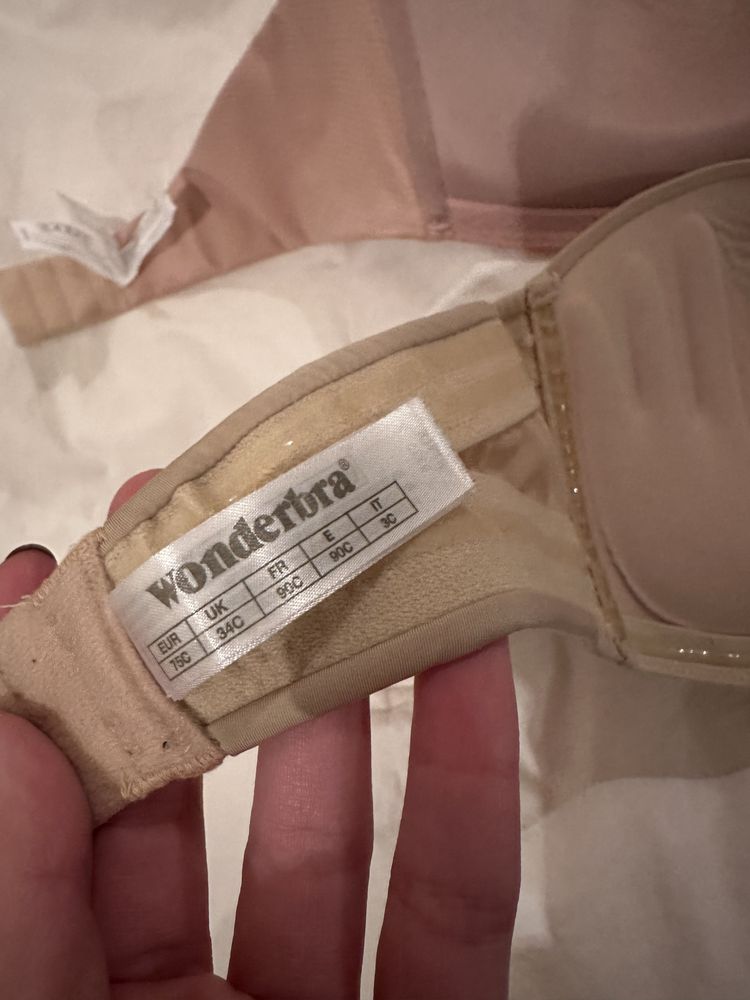 Wonderbra®
EUR UK FR E IT
75C 34C 90C 90C 3C